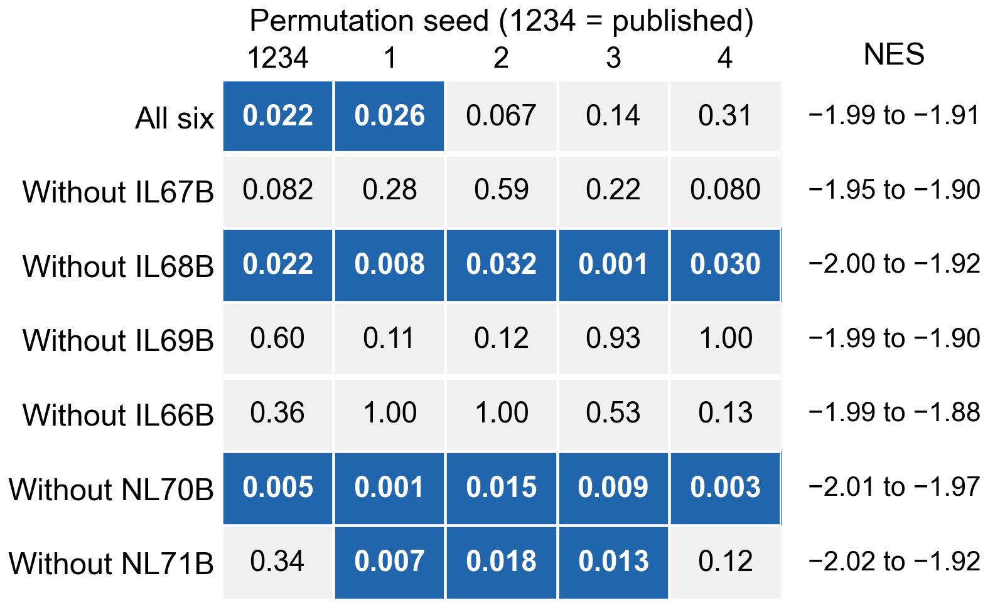 Permutation seed (1234 = published)
1234 1 2 3 4 NES
All six 0.022 0.026 0.067 0.14 0.31 −1.99 to −1.91
Without IL67B 0.082 0.28 0.59 0.22 0.080 −1.95 to −1.90
Without IL68B 0.022 0.008 0.032 0.001 0.030 −2.00 to −1.92
Without IL69B 0.60 0.11 0.12 0.93 1.00 −1.99 to −1.90
Without IL66B 0.36 1.00 1.00 0.53 0.13 −1.99 to −1.88
Without NL70B 0.005 0.001 0.015 0.009 0.003 −2.01 to −1.97
Without NL71B 0.34 0.007 0.018 0.013 0.12 −2.02 to −1.92